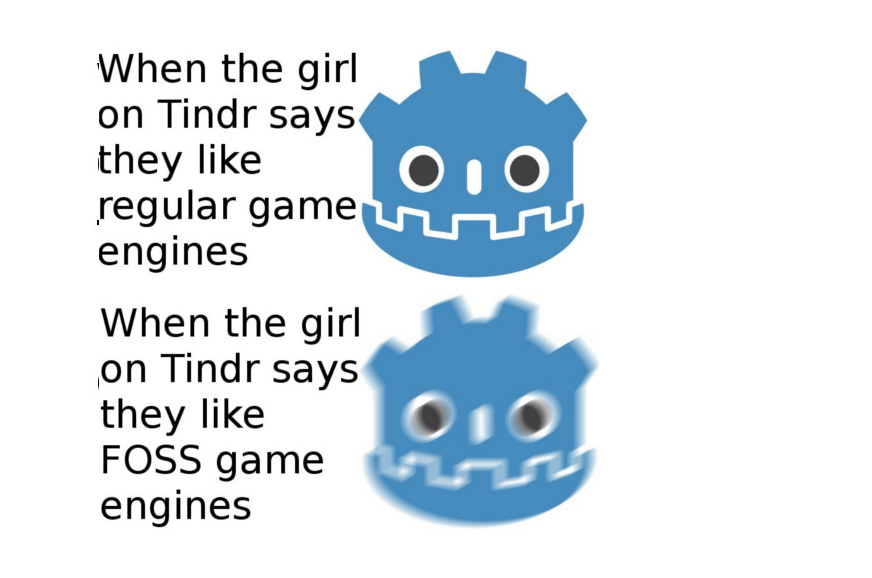 When the girl
on Tindr says
they like
regular game
engines
When the girl
on Tindr says
they like
FOSS game
engines